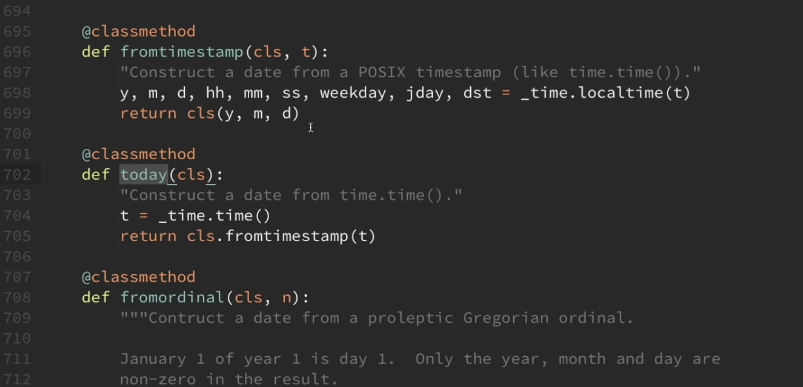 694
695 @classmethod
696 def fromtimestamp(cls, t):
697 "Construct a date from a POSIX timestamp (like time.time())."
698 y, m, d, hh, mm, ss, weekday, jday, dst = _time.localtime(t)
699 return cls(y, m, d)
700
701 @classmethod
702 def today(cls):
703 "Construct a date from time.time()."
704 t = _time.time()
705 return cls.fromtimestamp(t)
706
707 @classmethod
708 def fromordinal(cls, n):
709 """Contruct a date from a proleptic Gregorian ordinal.
710
711 January 1 of year 1 is day 1.  Only the year, month and day are
712 non-zero in the result.